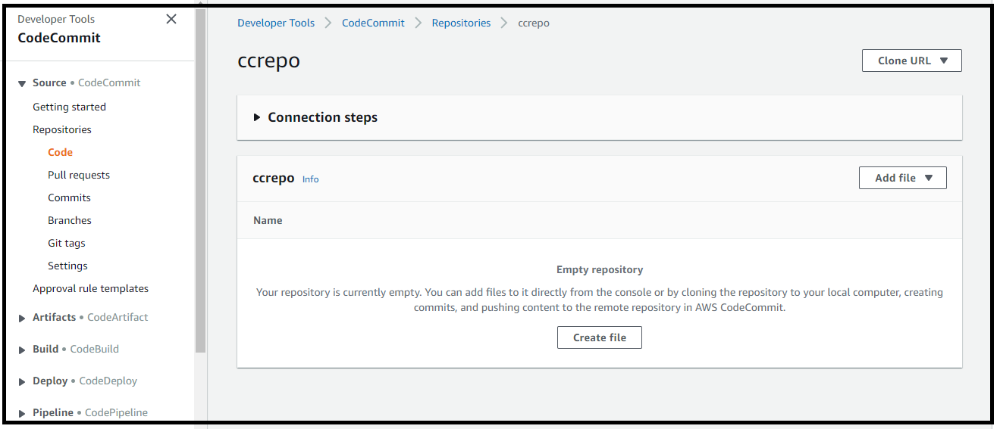 Developer Tools
CodeCommit
Source • CodeCommit
Getting started
Repositories
Code
Pull requests
Commits
Branches
Git tags
Settings
Approval rule templates
Artifacts • CodeArtifact
Build • CodeBuild
Deploy • CodeDeploy
Pipeline • CodePipeline
Developer Tools > CodeCommit > Repositories > ccrepo
ccrepo
Clone URL
Connection steps
ccrepo Info
Add file
Name
Empty repository
Your repository is currently empty. You can add files to it directly from the console or by cloning the repository to your local computer, creating
commits, and pushing content to the remote repository in AWS CodeCommit.
Create file